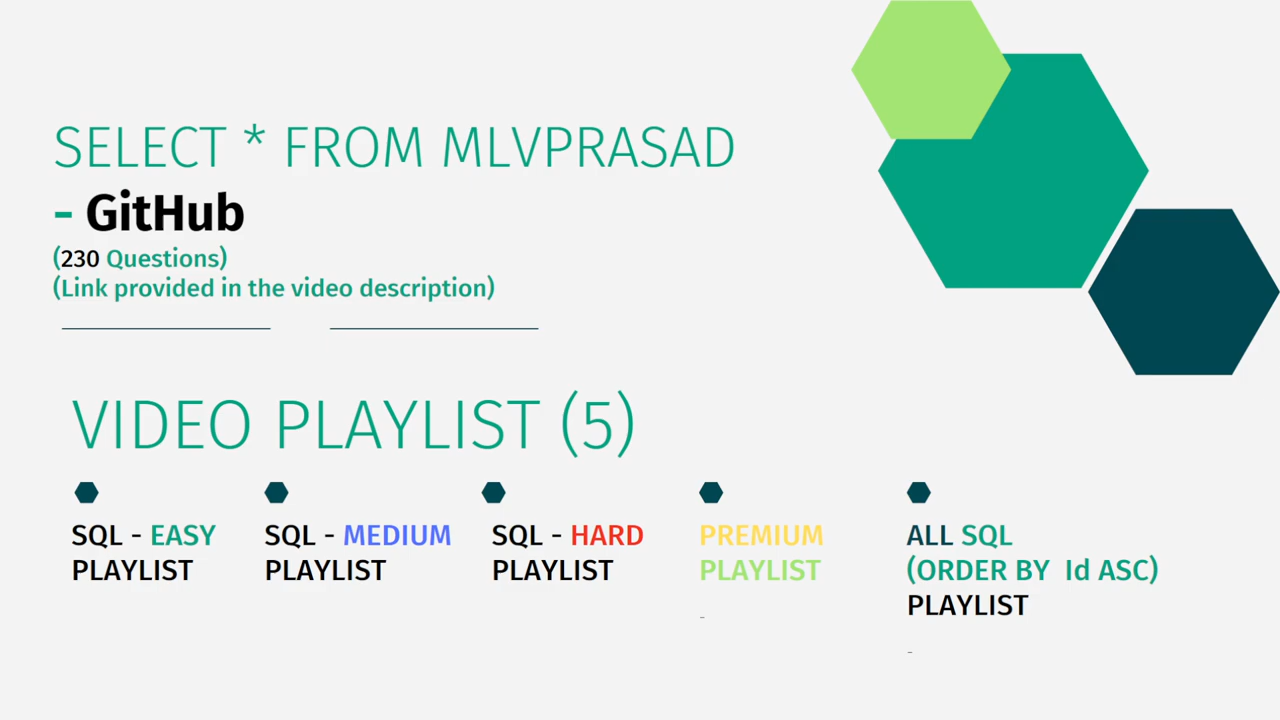 SELECT * FROM MLVPRASAD
- GitHub
(230 Questions)
(Link provided in the video description)
VIDEO PLAYLIST (5)
SQL - EASY
PLAYLIST
SQL - MEDIUM
PLAYLIST
SQL - HARD
PLAYLIST
PREMIUM
PLAYLIST
-
ALL SQL
(ORDER BY  Id ASC)
PLAYLIST
-